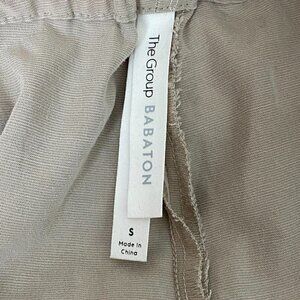 The Group
BABATON
S
Made In
China